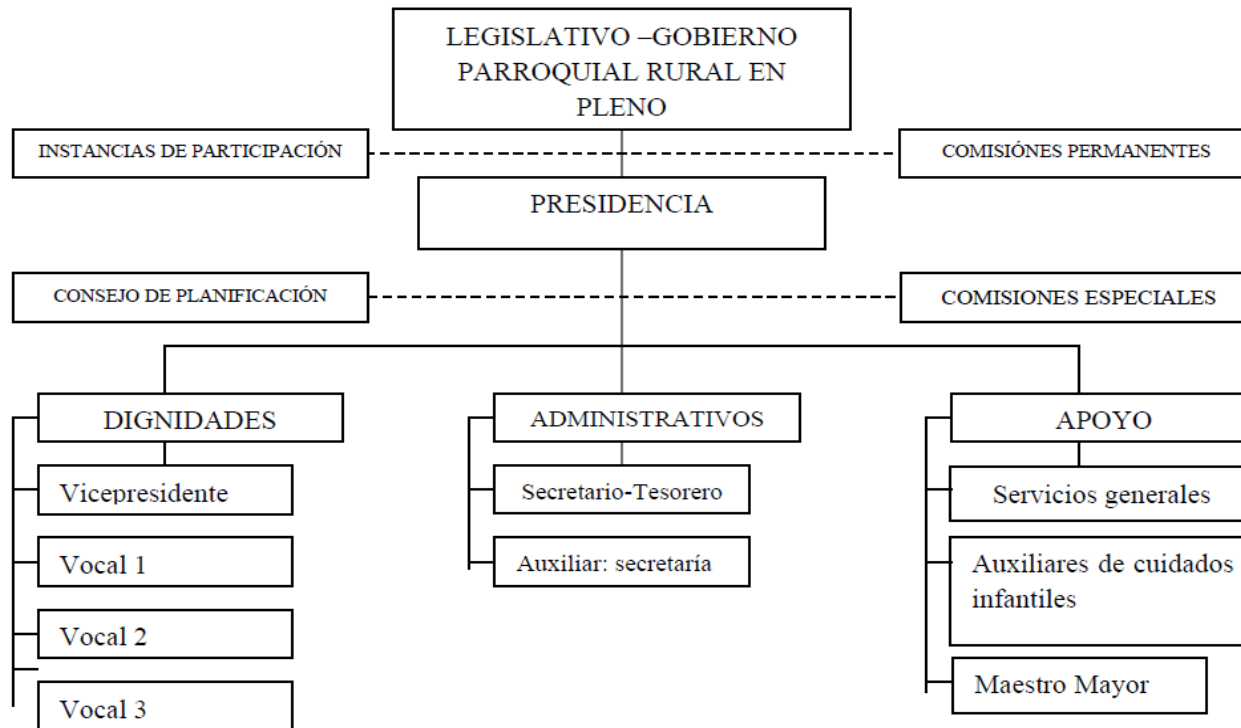 LEGISLATIVO –GOBIERNO
PARROQUIAL RURAL EN
PLENO
INSTANCIAS DE PARTICIPACIÓN
COMISIÓNES PERMANENTES
PRESIDENCIA
CONSEJO DE PLANIFICACIÓN
COMISIONES ESPECIALES
DIGNIDADES
ADMINISTRATIVOS
APOYO
Vicepresidente
Secretario-Tesorero
Servicios generales
Vocal 1
Auxiliar: secretaría
Auxiliares de cuidados
infantiles
Vocal 2
Maestro Mayor
Vocal 3